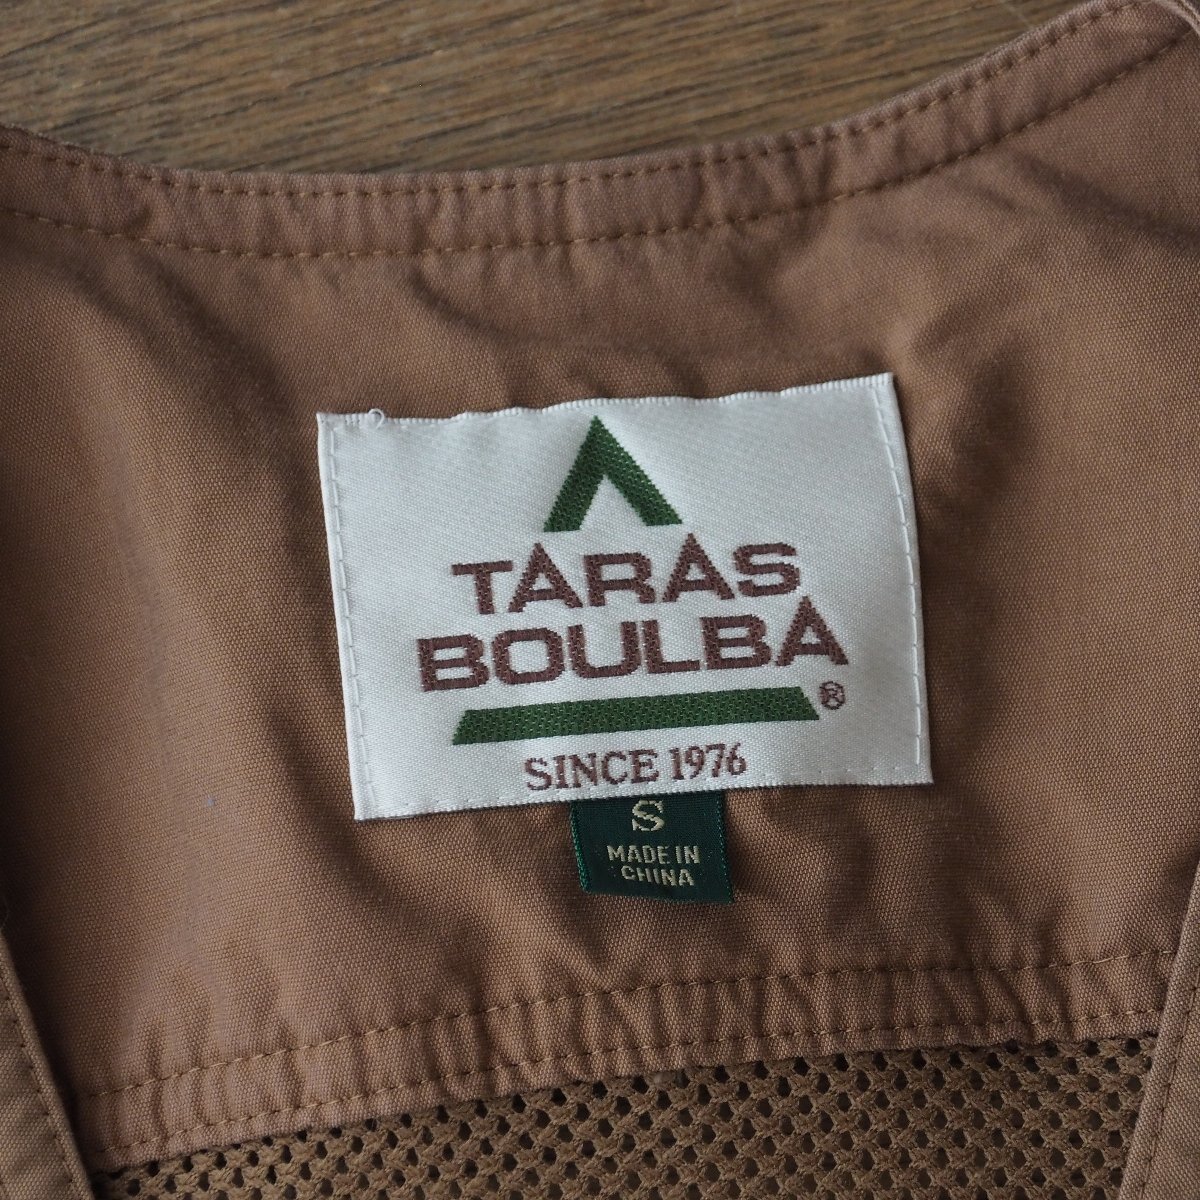 TARAS
BOULBA
®
SINCE 1976
S
MADE IN
CHINA